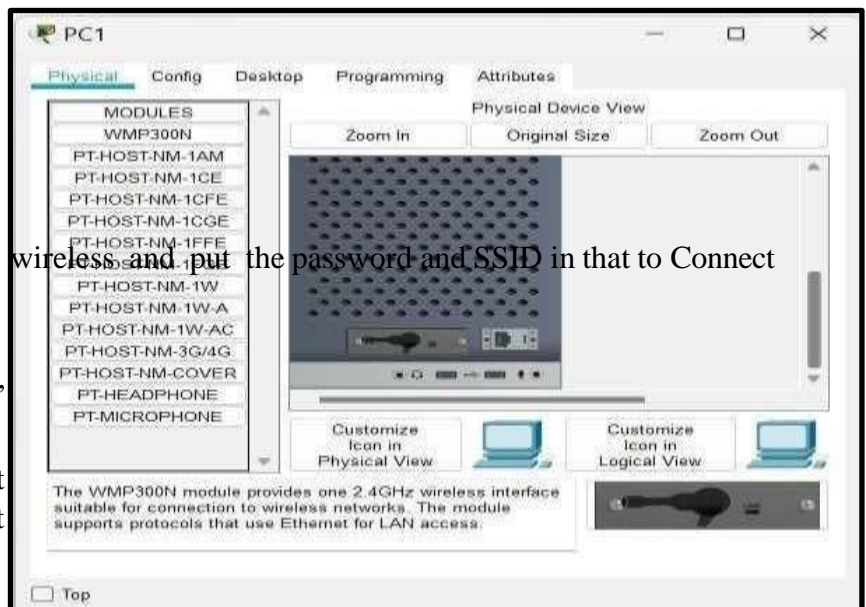 PC1
Physical Config Desktop Programming Attributes
MODULES
WMP300N
PT-HOST-NM-1AM
PT-HOST-NM-1CE
PT-HOST-NM-1CFE
PT-HOST-NM-1CGE
PT-HOST-NM-1FFE
wireless and put the password and SSID in that to Connect
PT-HOST-NM-1W
PT-HOST-NM-1W-A
PT-HOST-NM-1W-AC
PT-HOST-NM-3G/4G
PT-HOST-NM-COVER
PT-HEADPHONE
PT-MICROPHONE
Physical Device View
Zoom In Original Size Zoom Out
Customize
Icon in
Physical View
Customize
Icon in
Logical View
The WMP300N module provides one 2.4GHz wireless interface
suitable for connection to wireless networks. The module
supports protocols that use Ethernet for LAN access.
Top